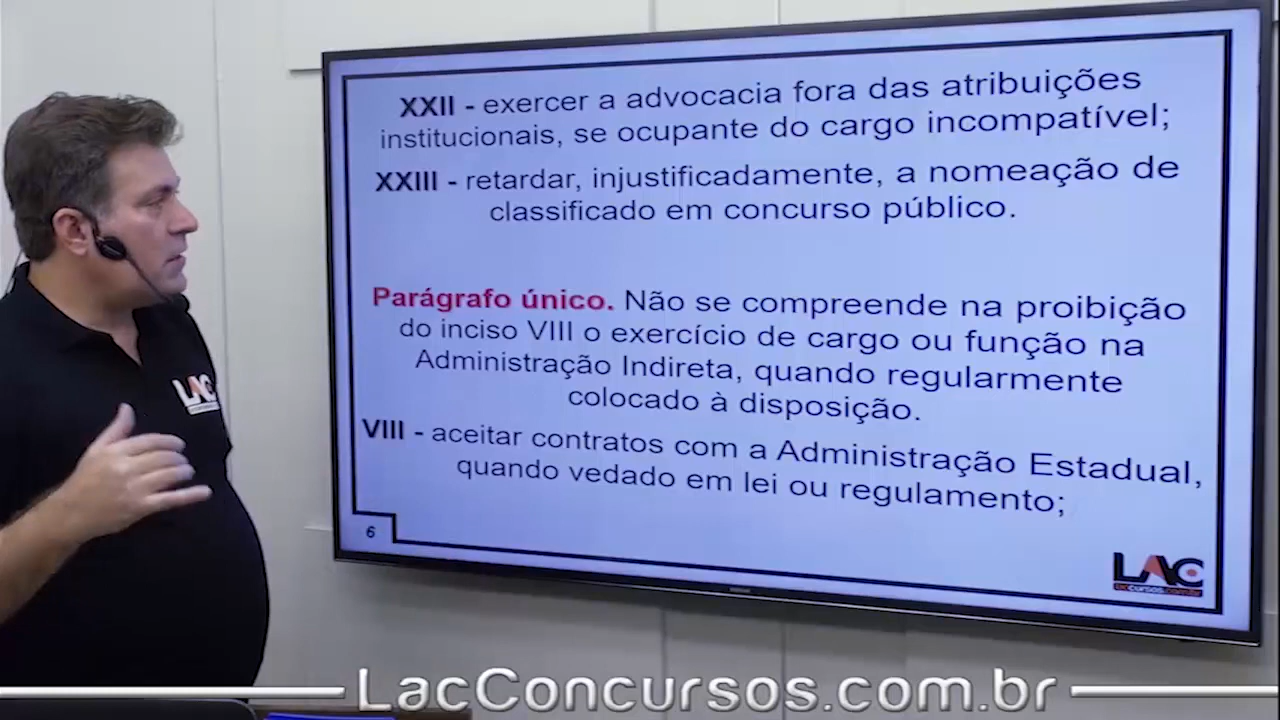 XXII - exercer a advocacia fora das atribuições
institucionais, se ocupante do cargo incompatível;
XXIII - retardar, injustificadamente, a nomeação de
classificado em concurso público.
Parágrafo único. Não se compreende na proibição
do inciso VIII o exercício de cargo ou função na
Administração Indireta, quando regularmente
colocado à disposição.
VIII - aceitar contratos com a Administração Estadual,
quando vedado em lei ou regulamento;
6
LAC
laccursos.com.br
LAC
LacConcursos.com.br